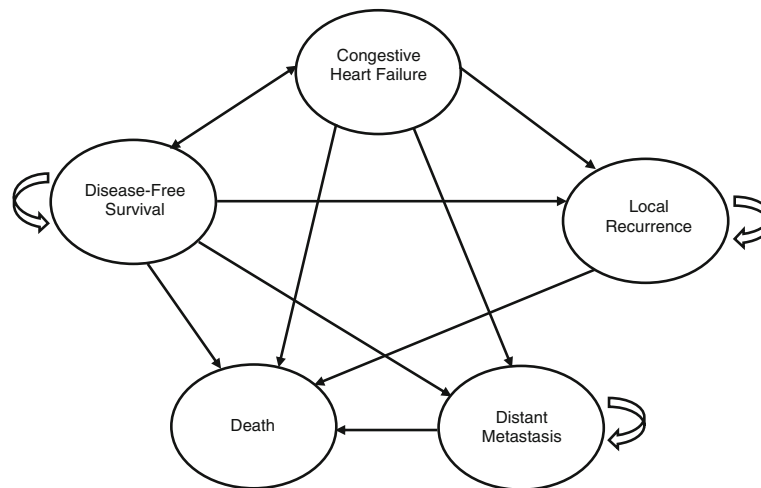 Congestive
Heart Failure
Disease-Free
Survival
Local
Recurrence
Death
Distant
Metastasis